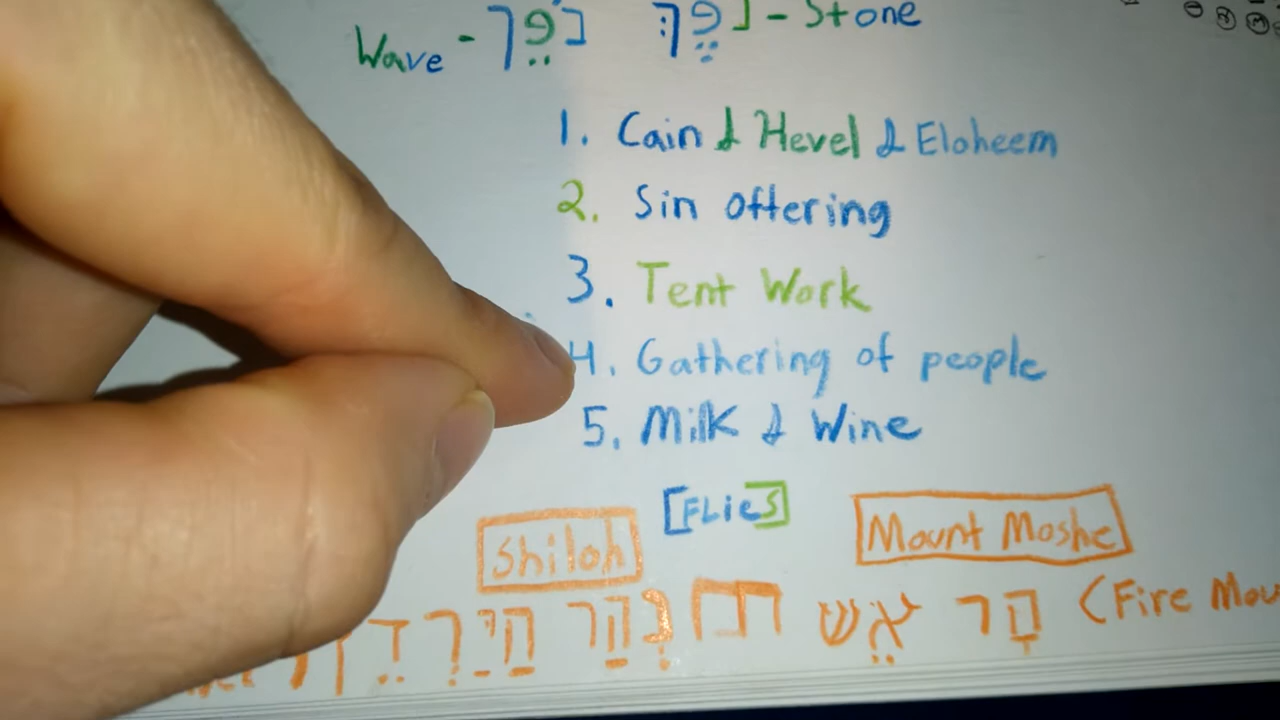 Wave - נֹפֵךְ נֹפֶךְ - Stone
1. Cain & Hevel & Eloheem
2. Sin offering
3. Tent Work
4. Gathering of people
5. Milk & Wine
[FLieS]
Shiloh Mount Moshe
נְהַר הַיַּרְדֵּן הַר אֵשׁ (Fire